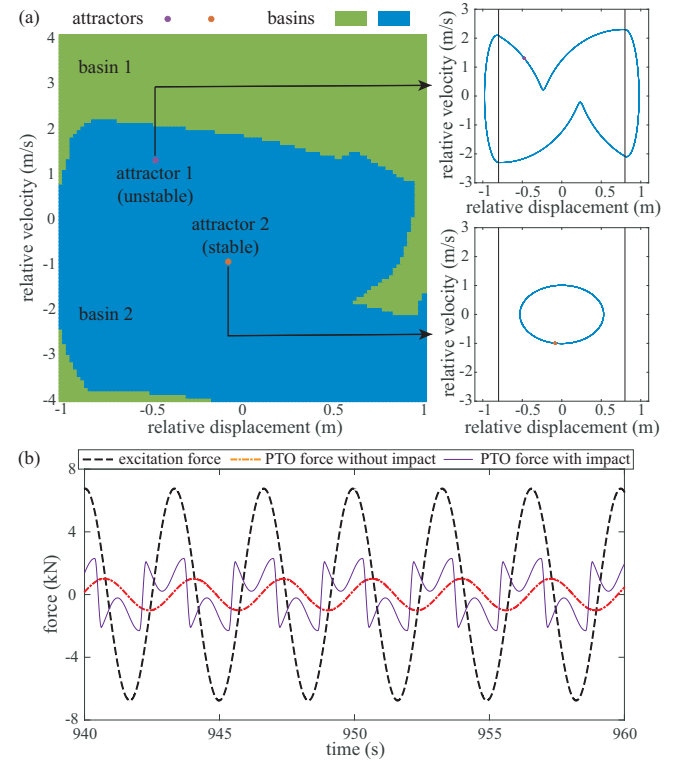 (a) attractors basins
4
3
2
1
0
-1
-2
-3
-4
relative velocity (m/s)
basin 1
attractor 1
(unstable)
attractor 2
(stable)
basin 2
-1 -0.5 0 0.5 1
relative displacement (m)
3
2
1
0
-1
-2
-3
relative velocity (m/s)
-1 -0.5 0 0.5 1
relative displacement (m)
3
2
1
0
-1
-2
-3
relative velocity (m/s)
-1 -0.5 0 0.5 1
relative displacement (m)
(b)
excitation force PTO force without impact PTO force with impact
8
4
0
-4
-8
force (kN)
940 945 950 955 960
time (s)